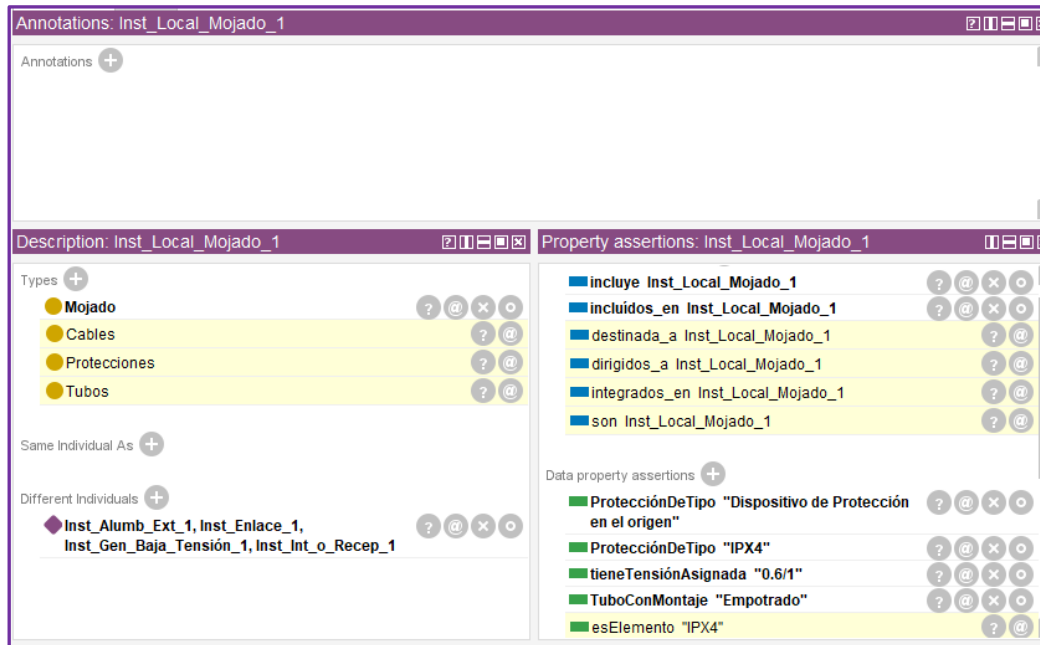 Annotations: Inst_Local_Mojado_1
Annotations
Description: Inst_Local_Mojado_1
Types
Mojado
Cables
Protecciones
Tubos
Same Individual As
Different Individuals
Inst_Alumb_Ext_1, Inst_Enlace_1,
Inst_Gen_Baja_Tensión_1, Inst_Int_o_Recep_1
Property assertions: Inst_Local_Mojado_1
incluye Inst_Local_Mojado_1
incluídos_en Inst_Local_Mojado_1
destinada_a Inst_Local_Mojado_1
dirigidos_a Inst_Local_Mojado_1
integrados_en Inst_Local_Mojado_1
son Inst_Local_Mojado_1
Data property assertions
ProtecciónDeTipo "Dispositivo de Protección
en el origen"
ProtecciónDeTipo "IPX4"
tieneTensiónAsignada "0.6/1"
TuboConMontaje "Empotrado"
esElemento "IPX4"